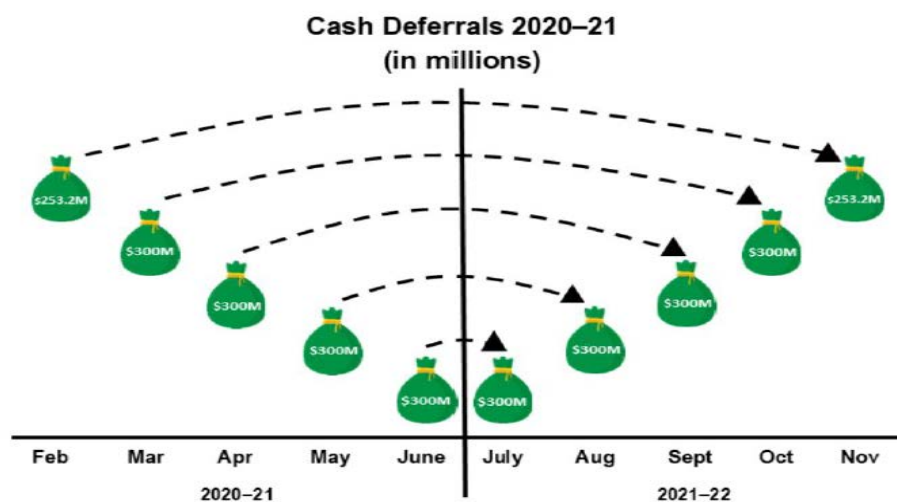 Cash Deferrals 2020–21
(in millions)
$253.2M $253.2M
$300M $300M
$300M $300M
$300M $300M
$300M $300M
Feb Mar Apr May June July Aug Sept Oct Nov
2020–21 2021–22